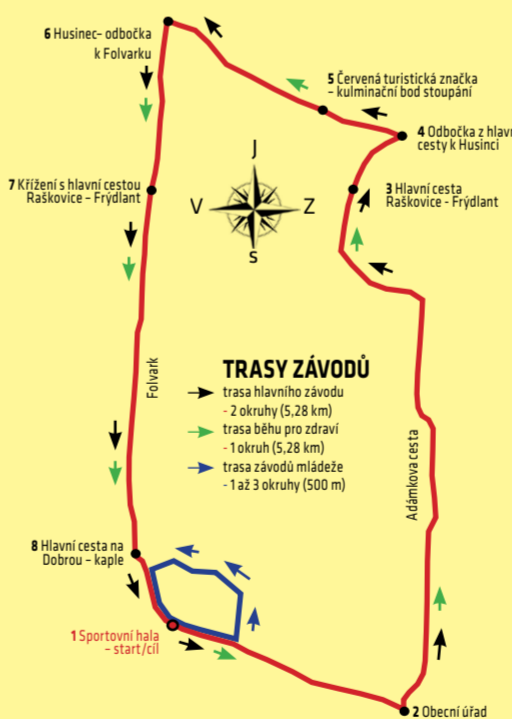 6 Husinec- odbočka
k Folvarku
5 Červená turistická značka
- kulminační bod stoupání
4 Odbočka z hlavní
cesty k Husinci
J
7 Křížení s hlavní cestou
Raškovice - Frýdlant
3 Hlavní cesta
Raškovice - Frýdlant
V
Z
S
TRASY ZÁVODŮ
trasa hlavního závodu
- 2 okruhy (5,28 km)
trasa běhu pro zdraví
- 1 okruh (5,28 km)
trasa závodů mládeže
- 1 až 3 okruhy (500 m)
Folvark
Adámkova cesta
8 Hlavní cesta na
Dobrou - kaple
1 Sportovní hala
- start/cíl
2 Obecní úřad